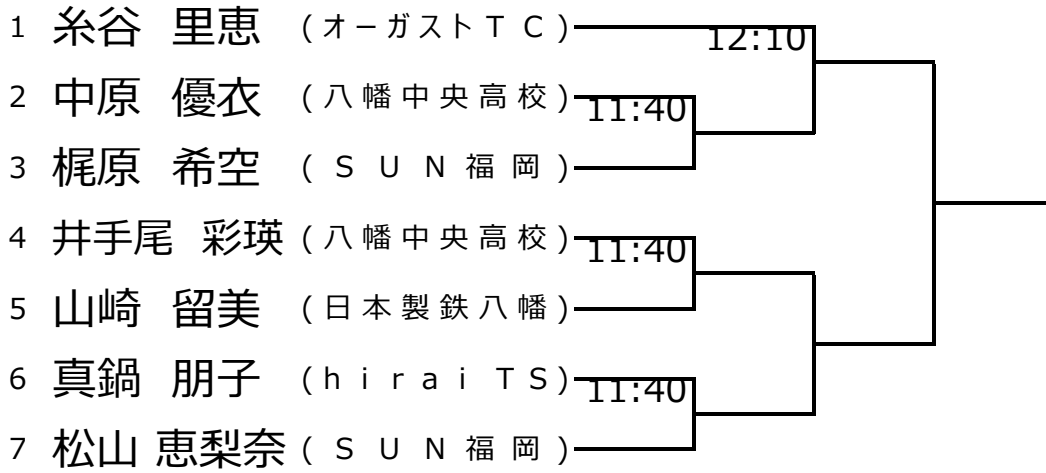 1 糸谷 里恵 (オーガストTC) 12:10
2 中原 優衣 (八幡中央高校) 11:40
3 梶原 希空 (SUN福岡)
4 井手尾 彩瑛 (八幡中央高校) 11:40
5 山崎 留美 (日本製鉄八幡)
6 真鍋 朋子 (hirai TS) 11:40
7 松山 恵梨奈 (SUN福岡)